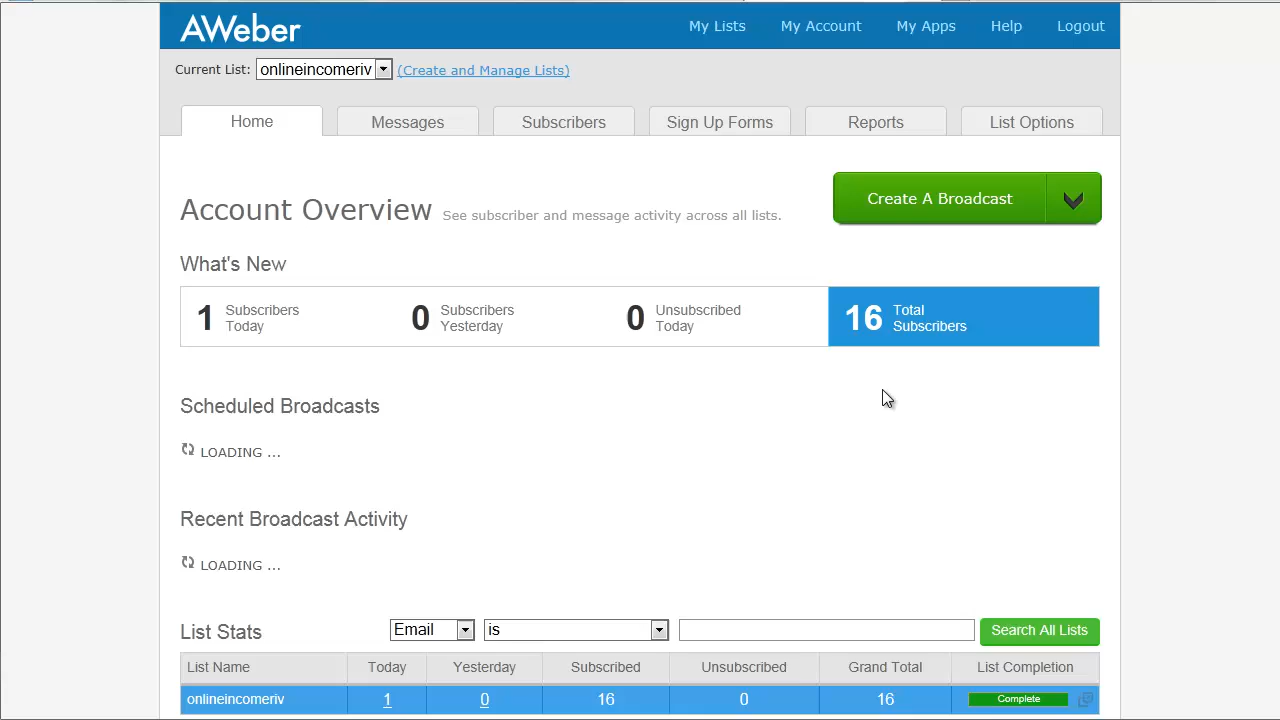 AWeber
My Lists My Account My Apps Help Logout
Current List: onlineincomeriv (Create and Manage Lists)
Home Messages Subscribers Sign Up Forms Reports List Options
Account Overview See subscriber and message activity across all lists.
Create A Broadcast
What's New
1 Subscribers Today
0 Subscribers Yesterday
0 Unsubscribed Today
16 Total Subscribers
Scheduled Broadcasts
LOADING ...
Recent Broadcast Activity
LOADING ...
List Stats Email is Search All Lists
List Name Today Yesterday Subscribed Unsubscribed Grand Total List Completion
onlineincomeriv 1 0 16 0 16 Complete